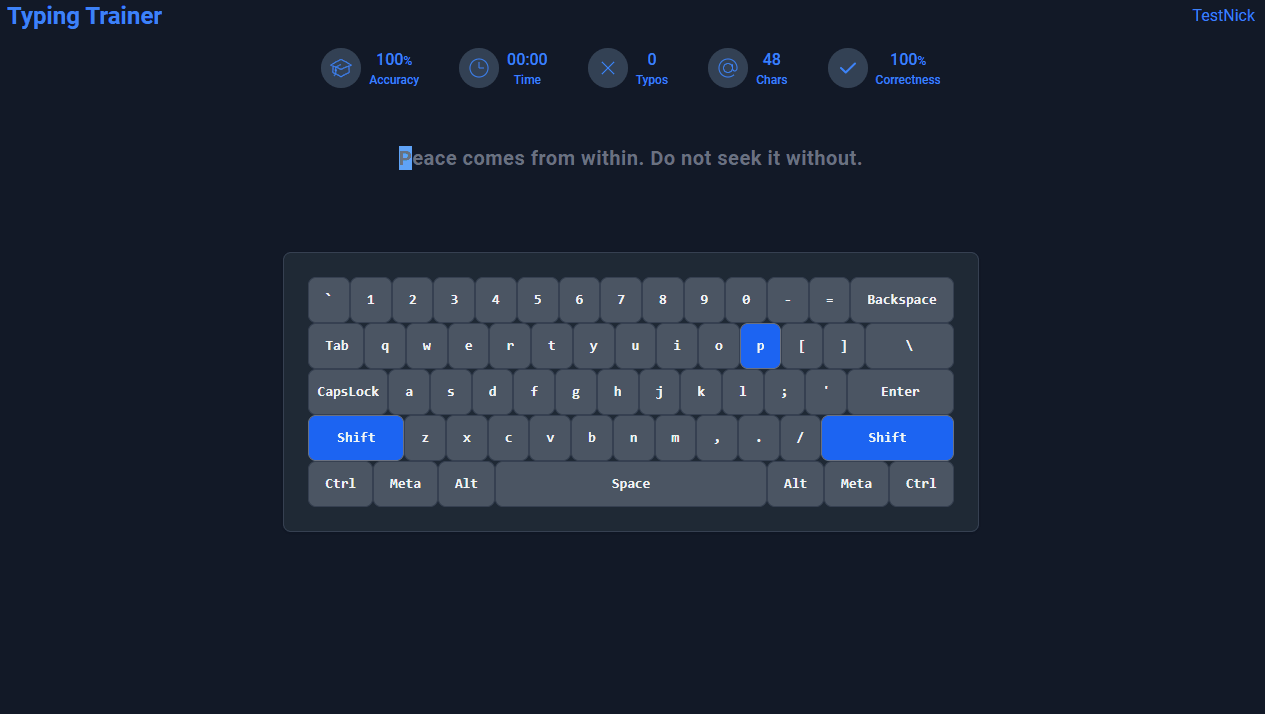 Typing Trainer
TestNick
100% 00:00 0 48 100%
Accuracy Time Typos Chars Correctness
Peace comes from within. Do not seek it without.
` 1 2 3 4 5 6 7 8 9 0 - = Backspace
Tab q w e r t y u i o p [ ] \
CapsLock a s d f g h j k l ; ' Enter
Shift z x c v b n m , . / Shift
Ctrl Meta Alt Space Alt Meta Ctrl